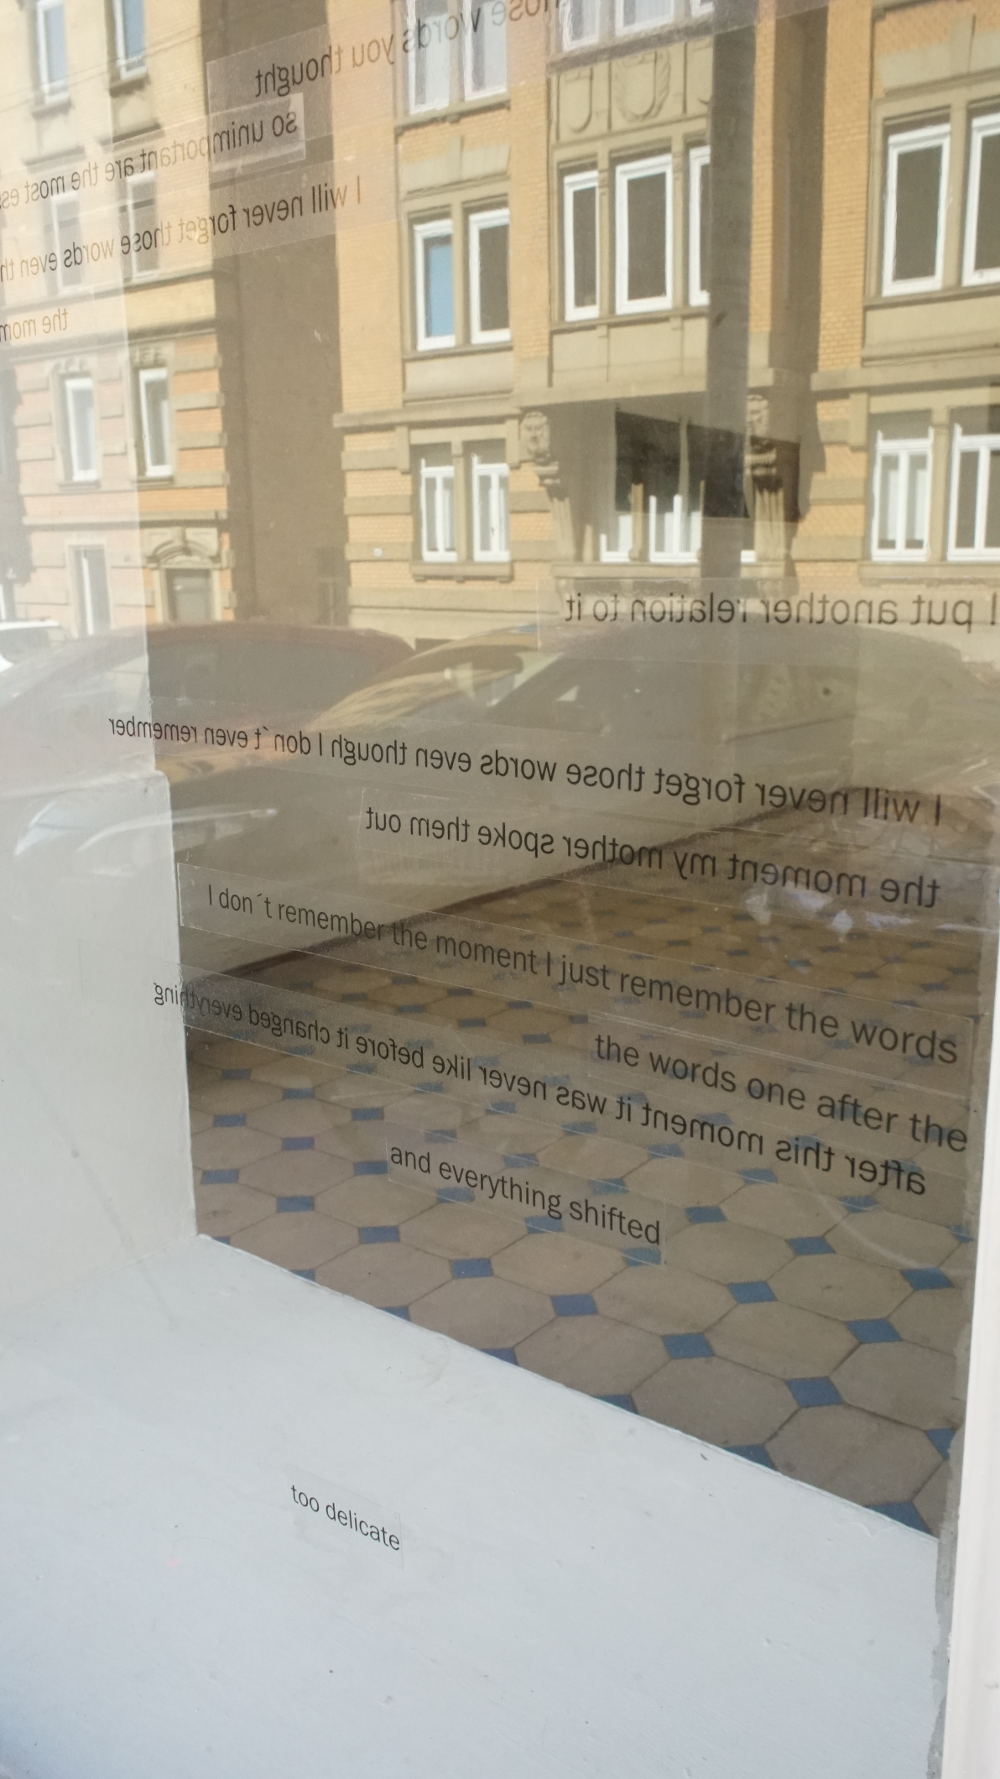 those words you thought
so unimportant are the most
I will never forget those words even
the
I put another relation to it
I will never forget those words even though I don´t even remember
the moment my mother spoke them out
I don´t remember the moment I just remember the words
the words one after the
after this moment it was never like before it changed everything
and everything shifted
too delicate